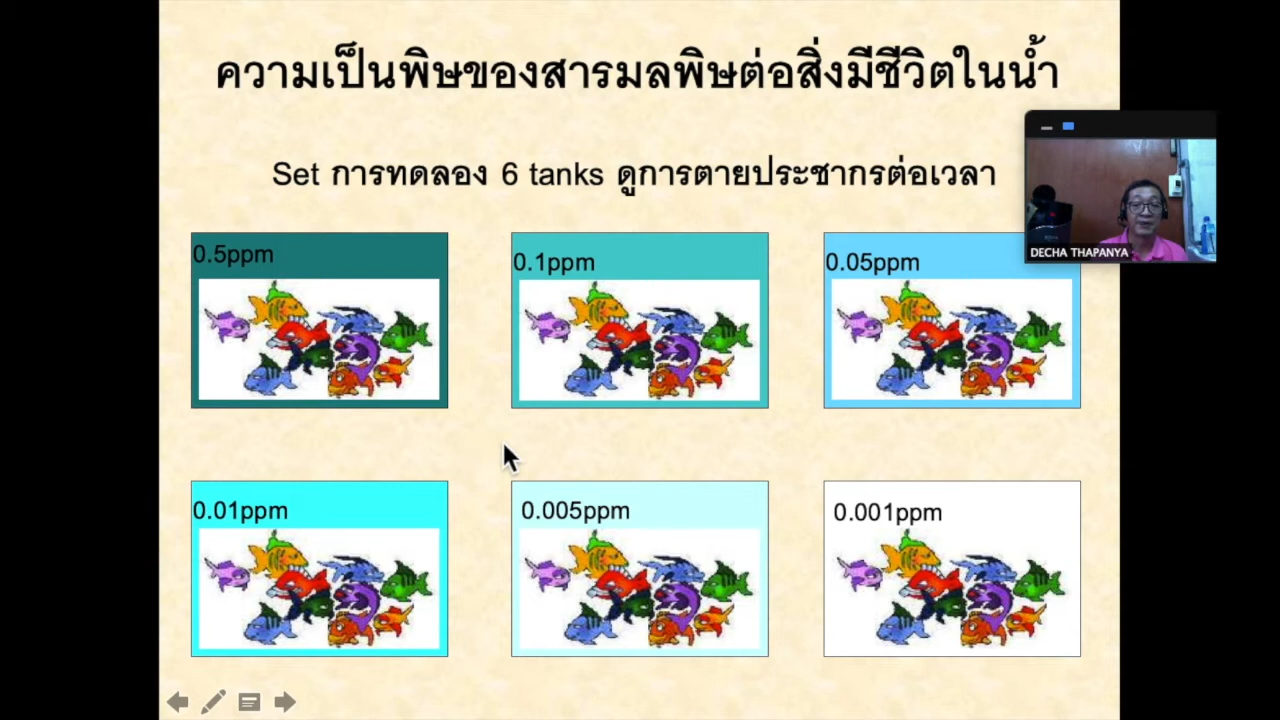 ความเป็นพิษของสารมลพิษต่อสิ่งมีชีวิตในน้ำ
Set การทดลอง 6 tanks ดูการตายประชากรต่อเวลา
0.5ppm
0.1ppm
0.05ppm
DECHA THAPANYA
0.01ppm
0.005ppm
0.001ppm